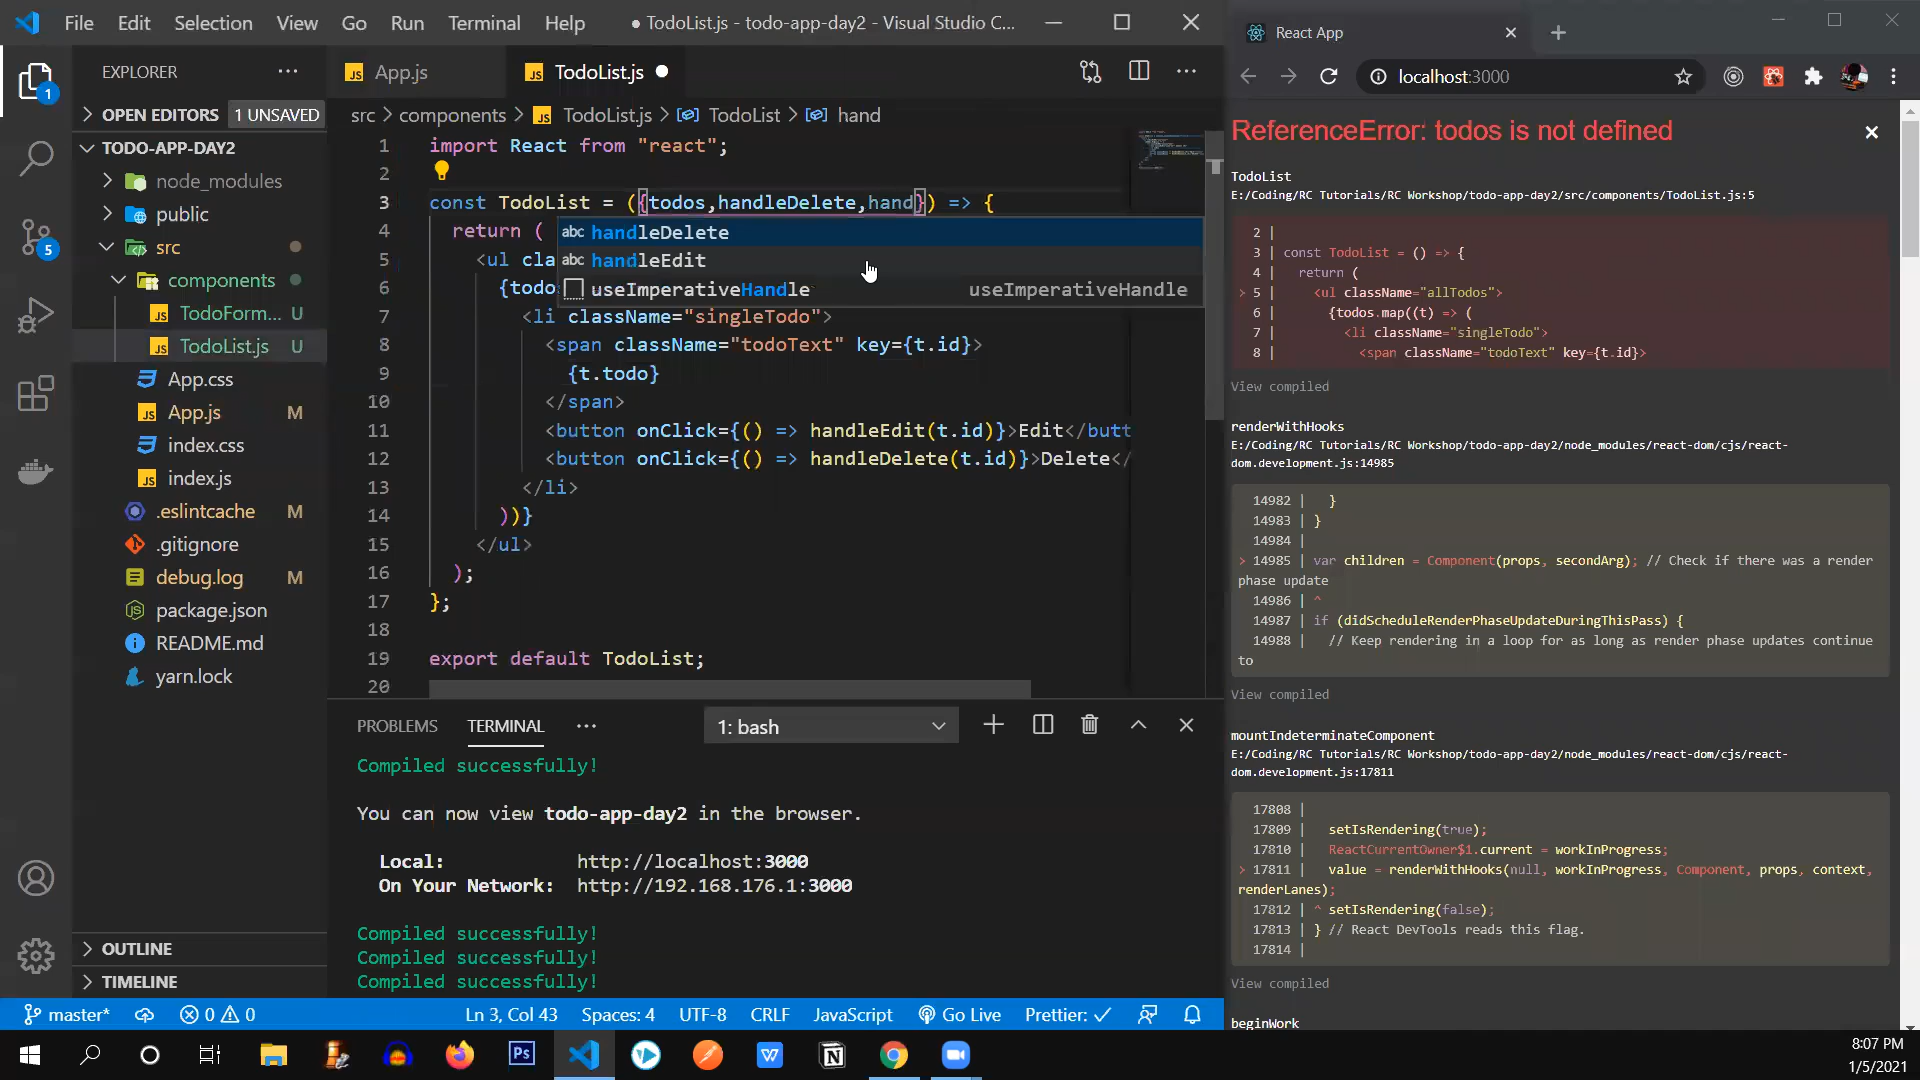 File Edit Selection View Go Run Terminal Help
● TodoList.js - todo-app-day2 - Visual Studio C...
EXPLORER
OPEN EDITORS 1 UNSAVED
TODO-APP-DAY2
node_modules
public
src
components
TodoForm... U
TodoList.js U
App.css
App.js M
index.css
index.js
.eslintcache M
.gitignore
debug.log M
package.json
README.md
yarn.lock
OUTLINE
TIMELINE
1
5
App.js
TodoList.js
src > components > TodoList.js > TodoList > hand
1 import React from "react";
2
3 const TodoList = ({todos,handleDelete,hand}) => {
4 return (
5 <ul cla
6 {todo
7 <li className="singleTodo">
8 <span className="todoText" key={t.id}>
9 {t.todo}
10 </span>
11 <button onClick={() => handleEdit(t.id)}>Edit</butt
12 <button onClick={() => handleDelete(t.id)}>Delete</
13 </li>
14 ))}
15 </ul>
16 );
17 };
18
19 export default TodoList;
20
abc handleDelete
abc handleEdit
useImperativeHandle useImperativeHandle
PROBLEMS TERMINAL
1: bash
Compiled successfully!
You can now view todo-app-day2 in the browser.
Local: http://localhost:3000
On Your Network: http://192.168.176.1:3000
Compiled successfully!
Compiled successfully!
Compiled successfully!
master* 0 0 Ln 3, Col 43 Spaces: 4 UTF-8 CRLF JavaScript Go Live Prettier: ✓
React App
localhost:3000
ReferenceError: todos is not defined
TodoList
E:/Coding/RC Tutorials/RC Workshop/todo-app-day2/src/components/TodoList.js:5
2 |
3 | const TodoList = () => {
4 | return (
> 5 | <ul className="allTodos">
6 | {todos.map((t) => (
7 | <li className="singleTodo">
8 | <span className="todoText" key={t.id}>
View compiled
renderWithHooks
E:/Coding/RC Tutorials/RC Workshop/todo-app-day2/node_modules/react-dom/cjs/react-
dom.development.js:14985
14982 | }
14983 | }
14984 |
> 14985 | var children = Component(props, secondArg); // Check if there was a render
phase update
14986 | ^
14987 | if (didScheduleRenderPhaseUpdateDuringThisPass) {
14988 | // Keep rendering in a loop for as long as render phase updates continue
to
View compiled
mountIndeterminateComponent
E:/Coding/RC Tutorials/RC Workshop/todo-app-day2/node_modules/react-dom/cjs/react-
dom.development.js:17811
17808 |
17809 | setIsRendering(true);
17810 | ReactCurrentOwner$1.current = workInProgress;
> 17811 | value = renderWithHooks(null, workInProgress, Component, props, context,
renderLanes);
17812 | ^ setIsRendering(false);
17813 | } // React DevTools reads this flag.
17814 |
View compiled
beginWork
Ps
W
N
8:07 PM
1/5/2021